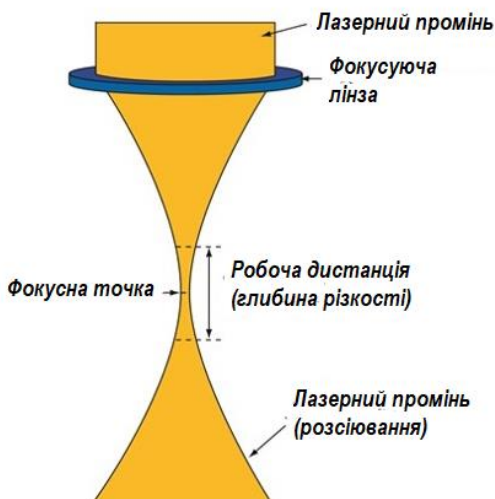 Лазерний промінь
Фокусуюча
лінза
Робоча дистанція
(глибина різкості)
Фокусна точка
Лазерний промінь
(розсіювання)